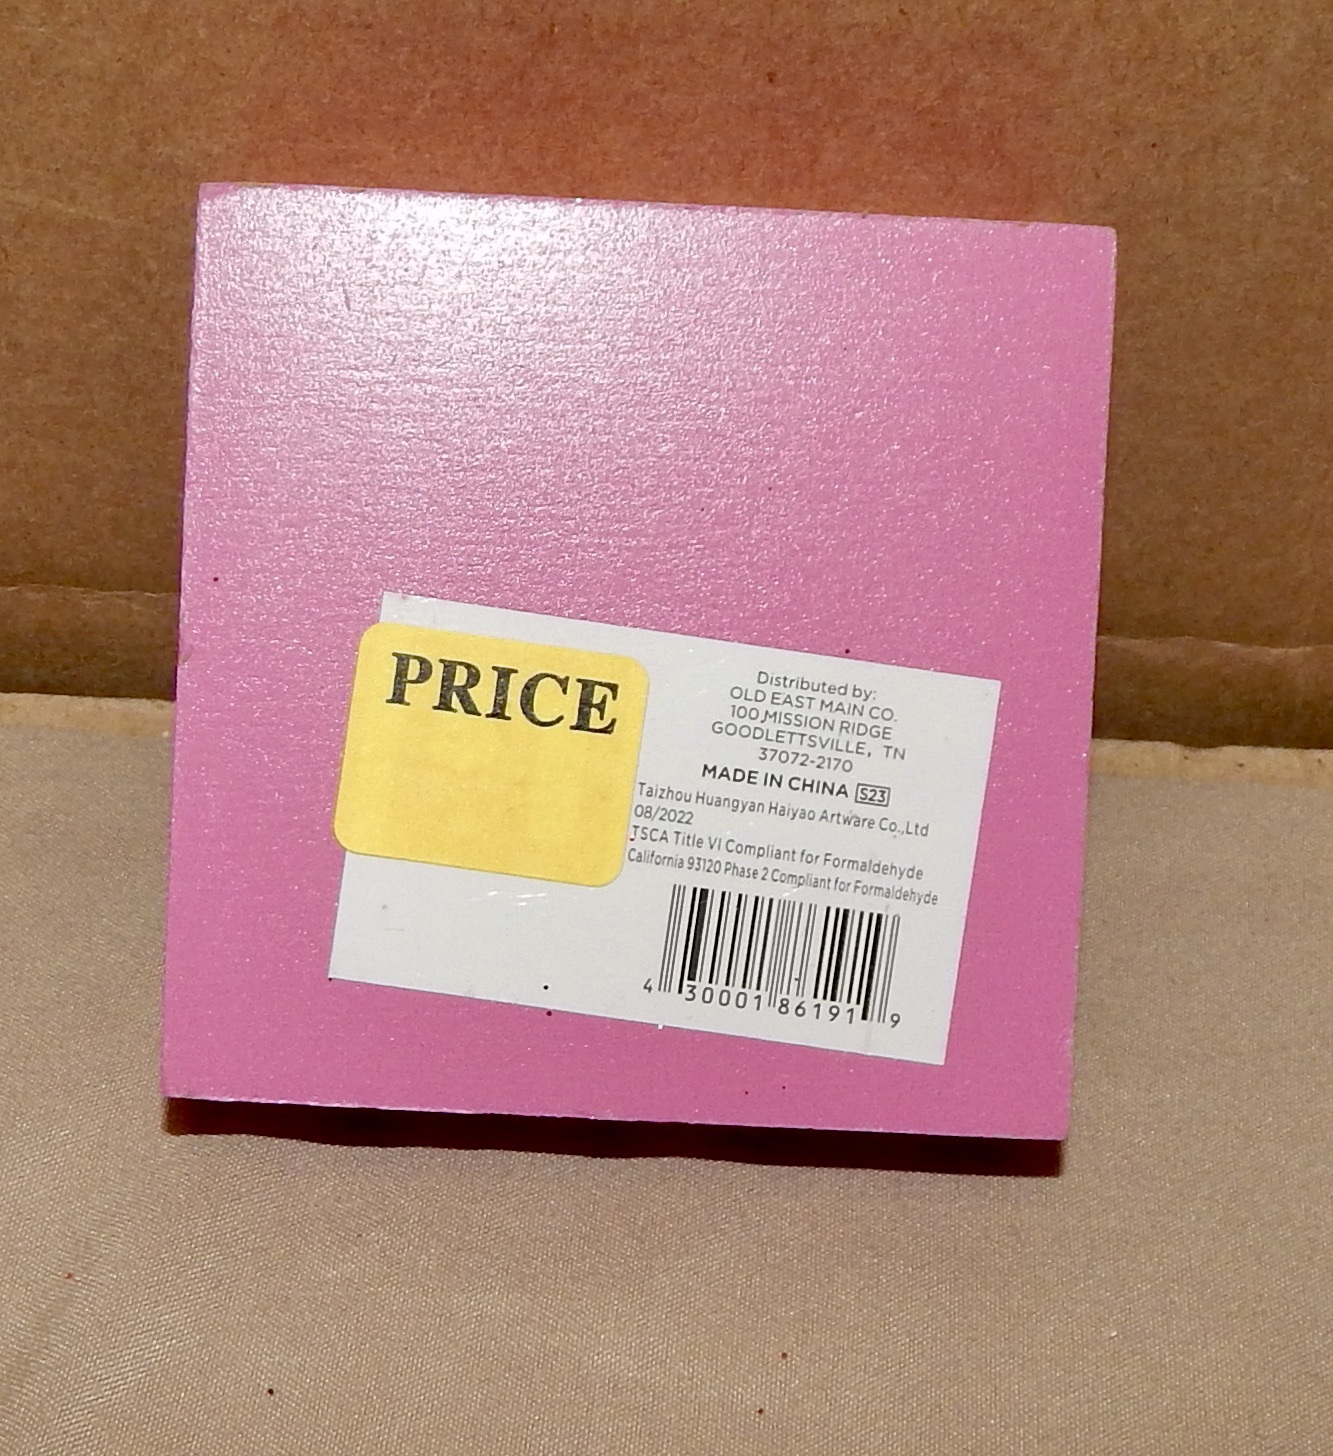 PRICE
Distributed by:
OLD EAST MAIN CO.
100 MISSION RIDGE
GOODLETTSVILLE, TN
37072-2170
MADE IN CHINA S23
Taizhou Huangyan Haiyao Artware Co.,Ltd
08/2022
TSCA Title VI Compliant for Formaldehyde
California 93120 Phase 2 Compliant for Formaldehyde
4 30001 86191 9